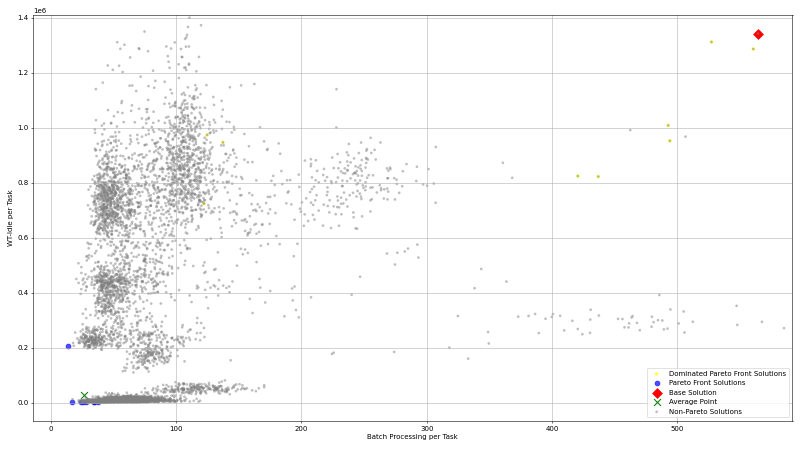 1e6
1.4
1.2
1.0
0.8
0.6
0.4
0.2
0.0
WT-Idle per Task
0
100
200
300
400
500
Batch Processing per Task
Dominated Pareto Front Solutions
Pareto Front Solutions
Base Solution
Average Point
Non-Pareto Solutions